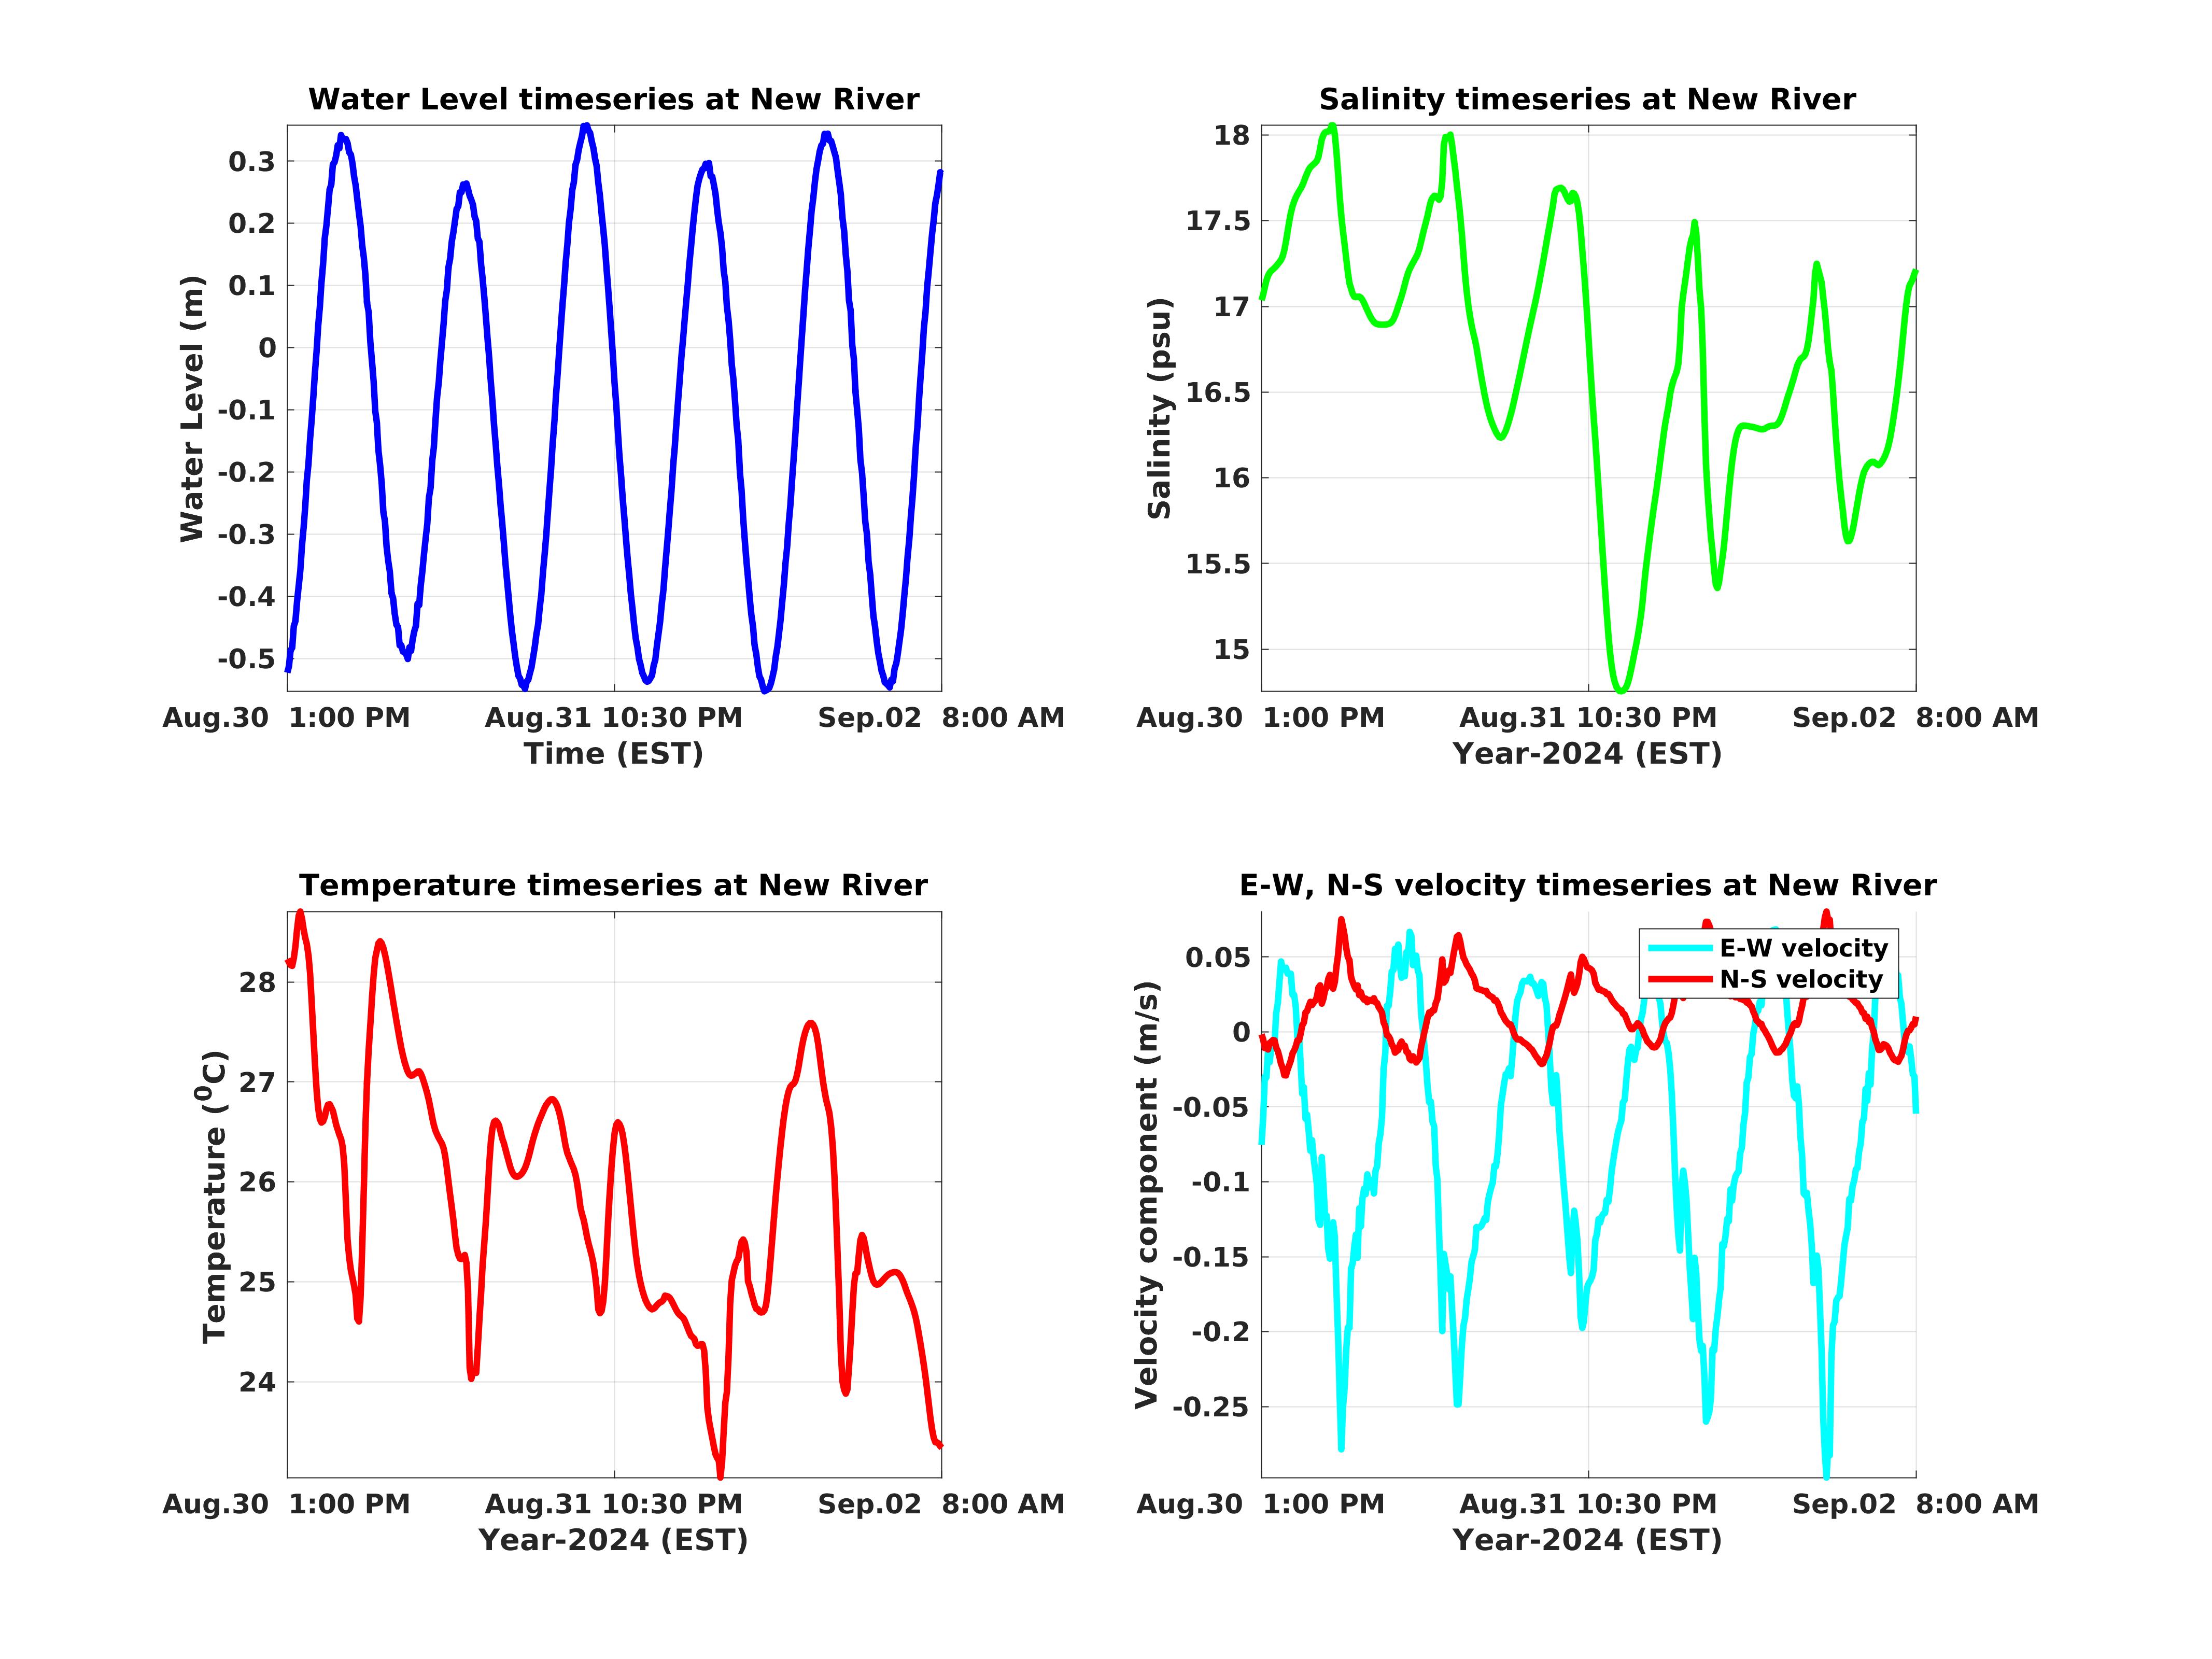 Water Level timeseries at New River
0.3
0.2
0.1
0
-0.1
-0.2
-0.3
-0.4
-0.5
Water Level (m)
Aug.30  1:00 PM
Aug.31 10:30 PM
Sep.02  8:00 AM
Time (EST)
Salinity timeseries at New River
18
17.5
17
16.5
16
15.5
15
Salinity (psu)
Aug.30  1:00 PM
Aug.31 10:30 PM
Sep.02  8:00 AM
Year-2024 (EST)
Temperature timeseries at New River
28
27
26
25
24
Temperature (⁰C)
Aug.30  1:00 PM
Aug.31 10:30 PM
Sep.02  8:00 AM
Year-2024 (EST)
E-W, N-S velocity timeseries at New River
E-W velocity
N-S velocity
0.05
0
-0.05
-0.1
-0.15
-0.2
-0.25
Velocity component (m/s)
Aug.30  1:00 PM
Aug.31 10:30 PM
Sep.02  8:00 AM
Year-2024 (EST)